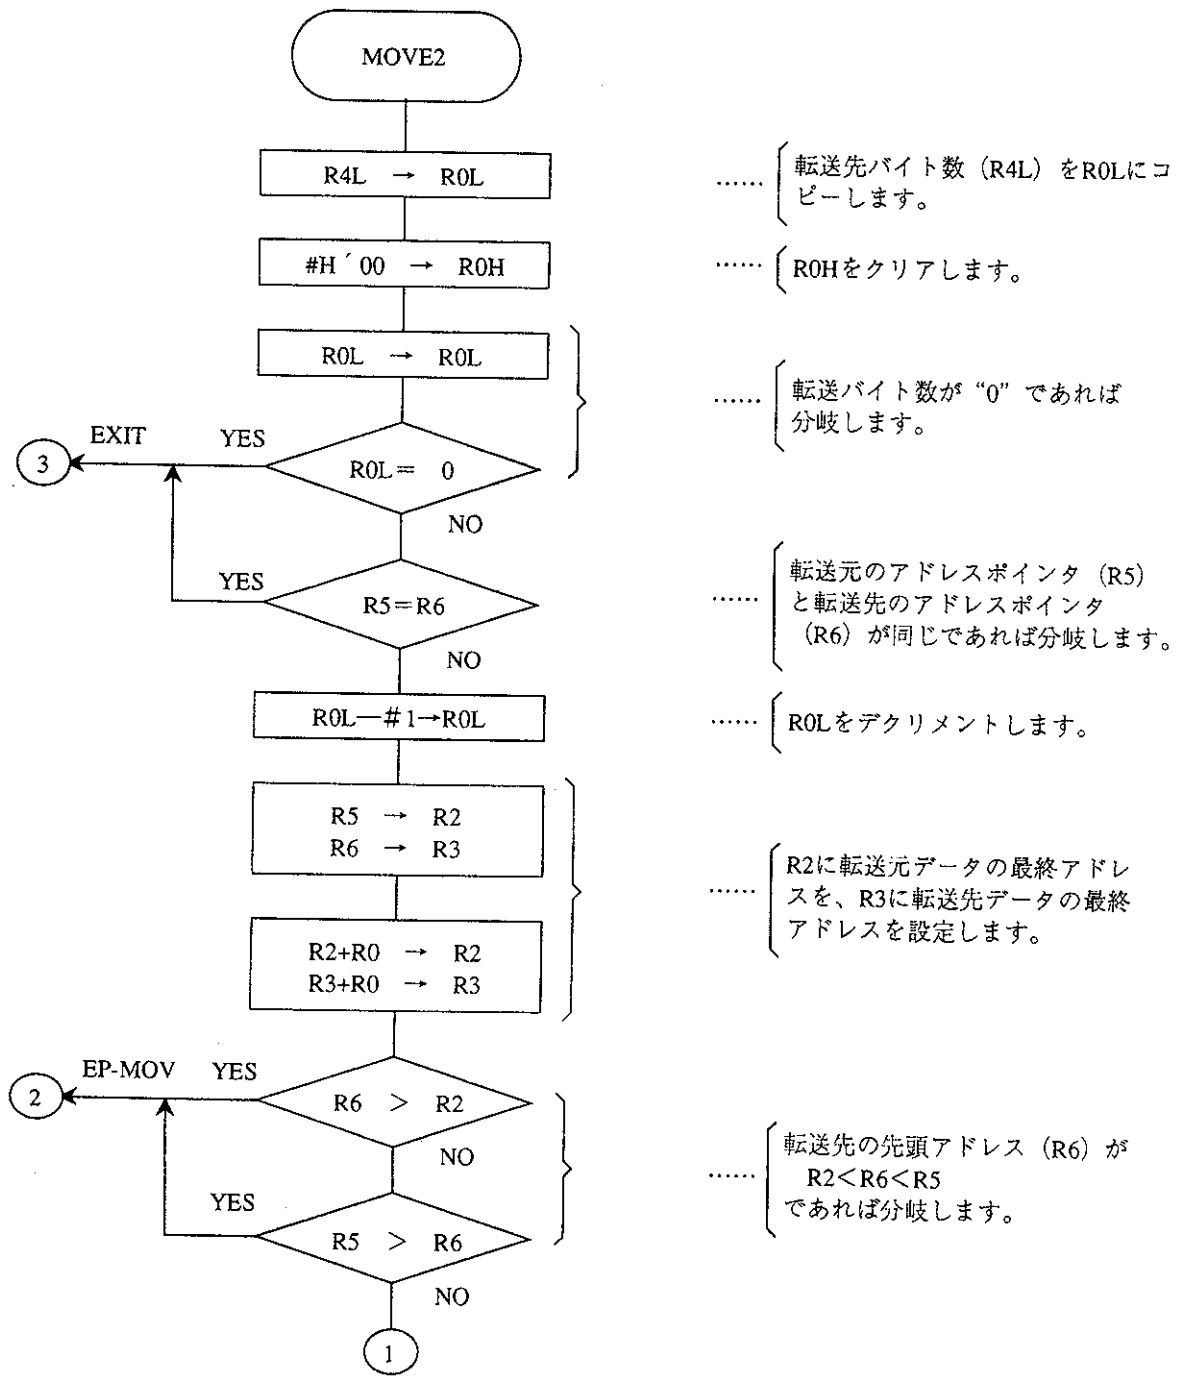 MOVE2
R4L → R0L
…… 転送先バイト数（R4L）をR0Lにコ
ピーします。
#H´00 → R0H
…… R0Hをクリアします。
R0L → R0L
…… 転送バイト数が“0”であれば
分岐します。
EXIT
YES
3
R0L＝ 0
NO
YES
R5＝R6
…… 転送元のアドレスポインタ（R5）
と転送先のアドレスポインタ
（R6）が同じであれば分岐します。
NO
R0L―＃1→R0L
…… R0Lをデクリメントします。
R5 → R2
R6 → R3
…… R2に転送元データの最終アドレ
スを、R3に転送先データの最終
アドレスを設定します。
R2+R0 → R2
R3+R0 → R3
EP-MOV
YES
2
R6 ＞ R2
NO
…… 転送先の先頭アドレス（R6）が
R2＜R6＜R5
であれば分岐します。
YES
R5 ＞ R6
NO
1